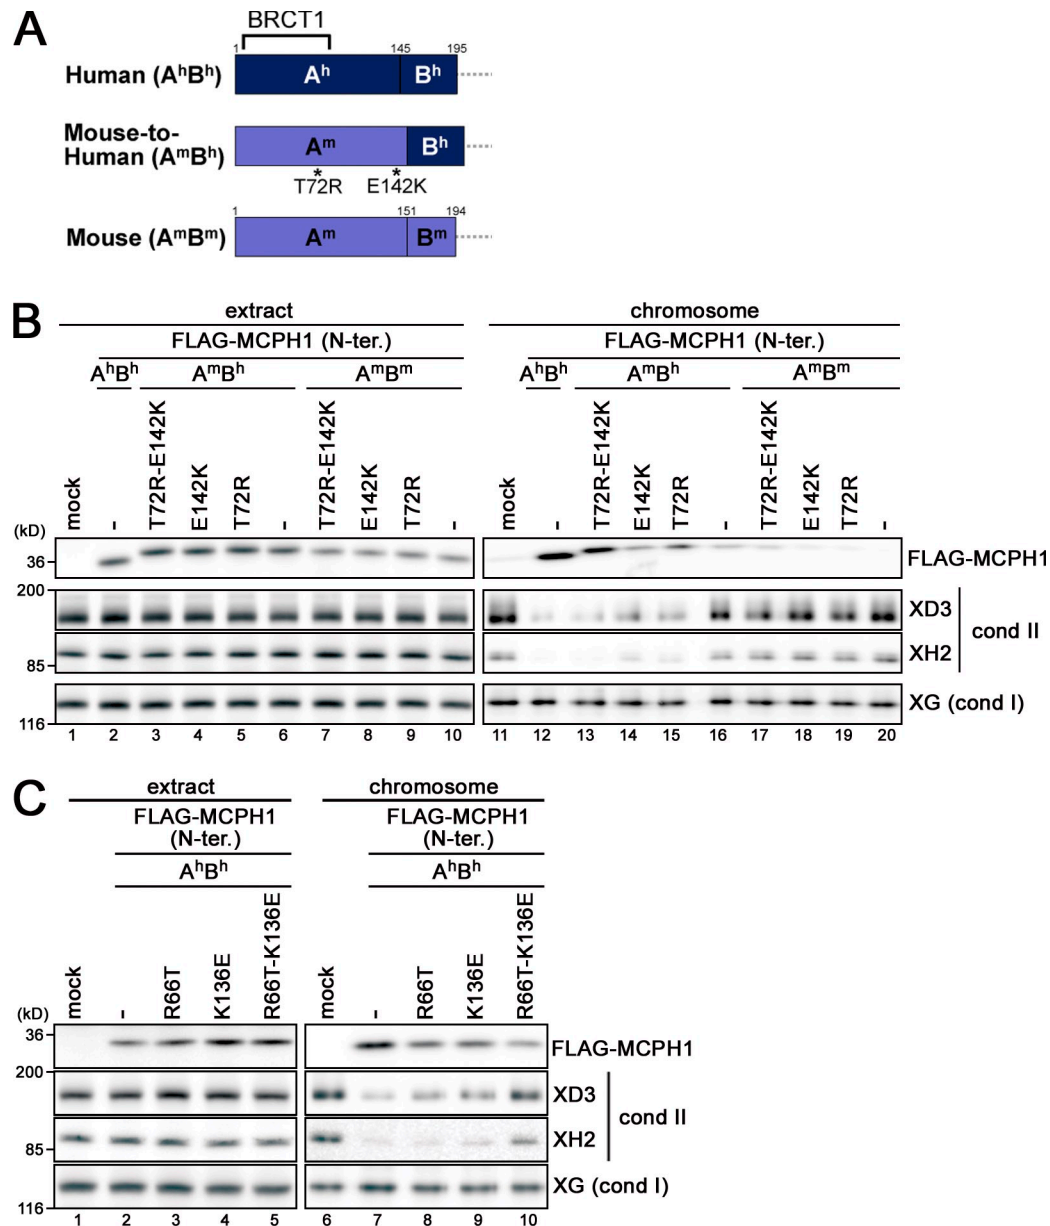 A
BRCT1
1 145 195
Human (AʰBʰ) Aʰ Bʰ
Mouse-to-
Human (AᵐBʰ) Aᵐ Bʰ
* *
T72R E142K
1 151 194
Mouse (AᵐBᵐ) Aᵐ Bᵐ
B
extract chromosome
FLAG-MCPH1 (N-ter.) FLAG-MCPH1 (N-ter.)
AʰBʰ AᵐBʰ AᵐBᵐ AʰBʰ AᵐBʰ AᵐBᵐ
mock - T72R-E142K E142K T72R - T72R-E142K E142K T72R - mock - T72R-E142K E142K T72R - T72R-E142K E142K T72R -
(kD)
36 FLAG-MCPH1
200
XD3
cond II
XH2
85
XG (cond I)
116
1 2 3 4 5 6 7 8 9 10 11 12 13 14 15 16 17 18 19 20
C
extract chromosome
FLAG-MCPH1 FLAG-MCPH1
(N-ter.) (N-ter.)
AʰBʰ AʰBʰ
mock - R66T K136E R66T-K136E mock - R66T K136E R66T-K136E
(kD)
36 FLAG-MCPH1
200
XD3
cond II
XH2
85
XG (cond I)
116
1 2 3 4 5 6 7 8 9 10